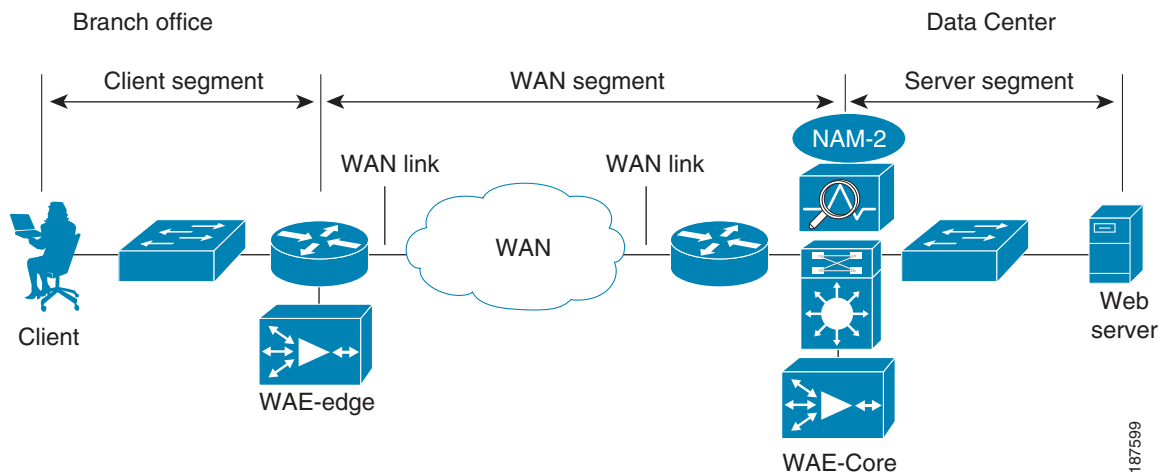 Branch office
Data Center
Client segment
WAN segment
Server segment
NAM-2
WAN link
WAN link
WAN
Client
Web
server
WAE-edge
WAE-Core
187599